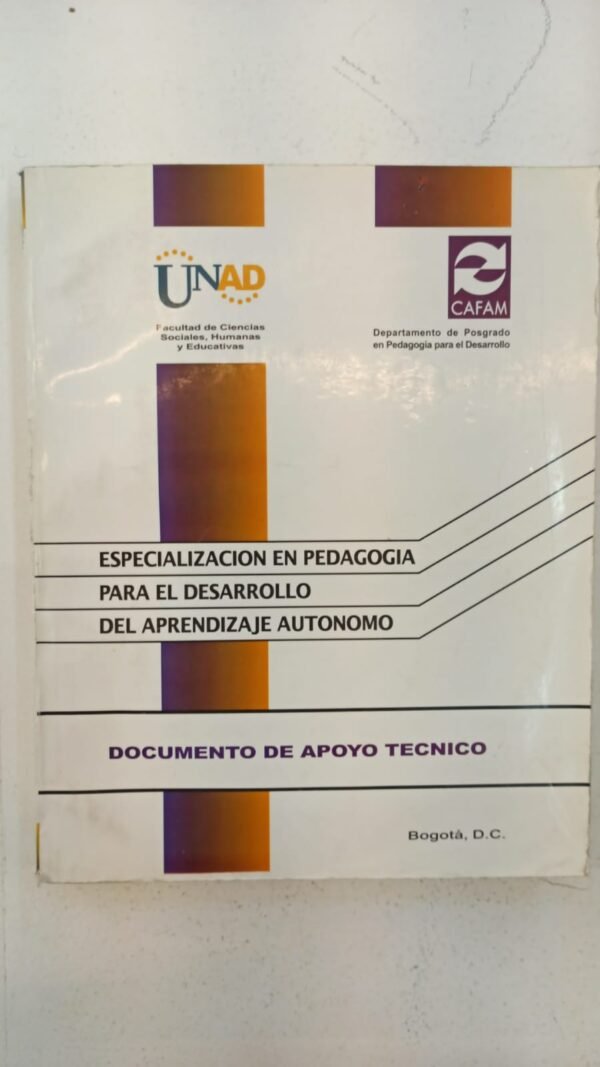 UNAD
Facultad de Ciencias
Sociales, Humanas
y Educativas
CAFAM
Departamento de Posgrado
en Pedagogia para el Desarrollo
ESPECIALIZACION EN PEDAGOGIA
PARA EL DESARROLLO
DEL APRENDIZAJE AUTONOMO
DOCUMENTO DE APOYO TECNICO
Bogotá, D.C.